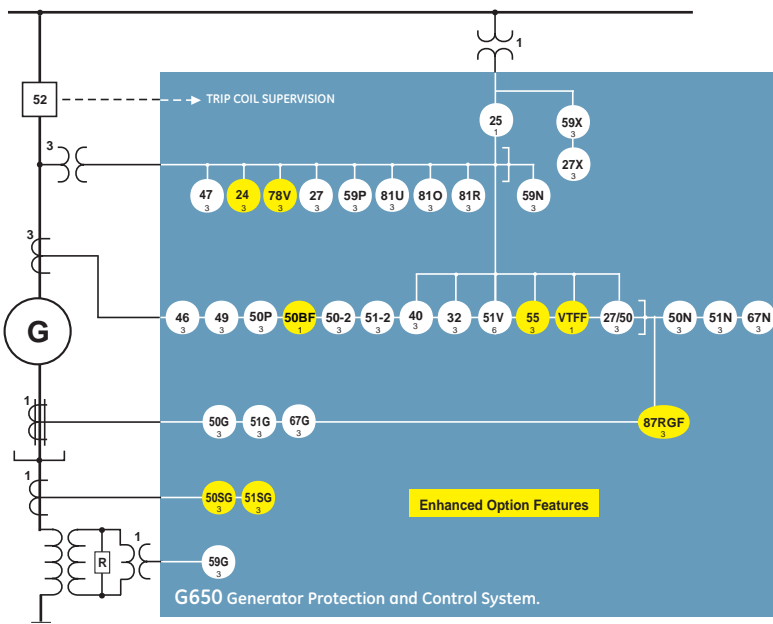 1
52
TRIP COIL SUPERVISION
25
1
59X
3
27X
3
3
47
3
24
3
78V
3
27
3
59P
3
81U
3
81O
3
81R
3
59N
3
3
G
46
3
49
3
50P
3
50BF
1
50-2
3
51-2
3
40
3
32
3
51V
6
55
3
VTFF
1
27/50
3
50N
3
51N
3
67N
3
1
50G
3
51G
3
67G
3
87RGF
3
1
50SG
3
51SG
3
Enhanced Option Features
R
1
59G
3
G650 Generator Protection and Control System.